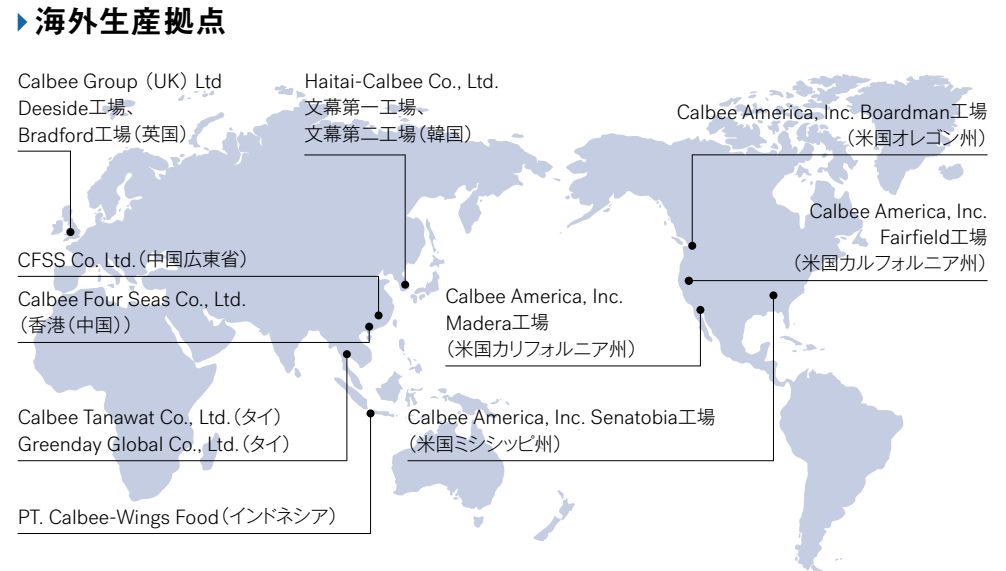 海外生産拠点
Calbee Group (UK) Ltd
Deeside工場、
Bradford工場(英国)
Haitai-Calbee Co., Ltd.
文幕第一工場、
文幕第二工場(韓国)
Calbee America, Inc. Boardman工場
(米国オレゴン州)
Calbee America, Inc.
Fairfield工場
(米国カルフォルニア州)
CFSS Co. Ltd.(中国広東省)
Calbee Four Seas Co., Ltd.
(香港(中国))
Calbee America, Inc.
Madera工場
(米国カリフォルニア州)
Calbee Tanawat Co., Ltd.(タイ)
Greenday Global Co., Ltd.(タイ)
Calbee America, Inc. Senatobia工場
(米国ミシシッピ州)
PT. Calbee-Wings Food(インドネシア)